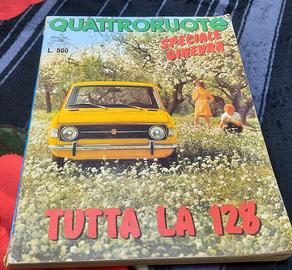 QUATTRORUOTE
SPECIALE
GINEVRA
L. 500
TUTTA LA 128